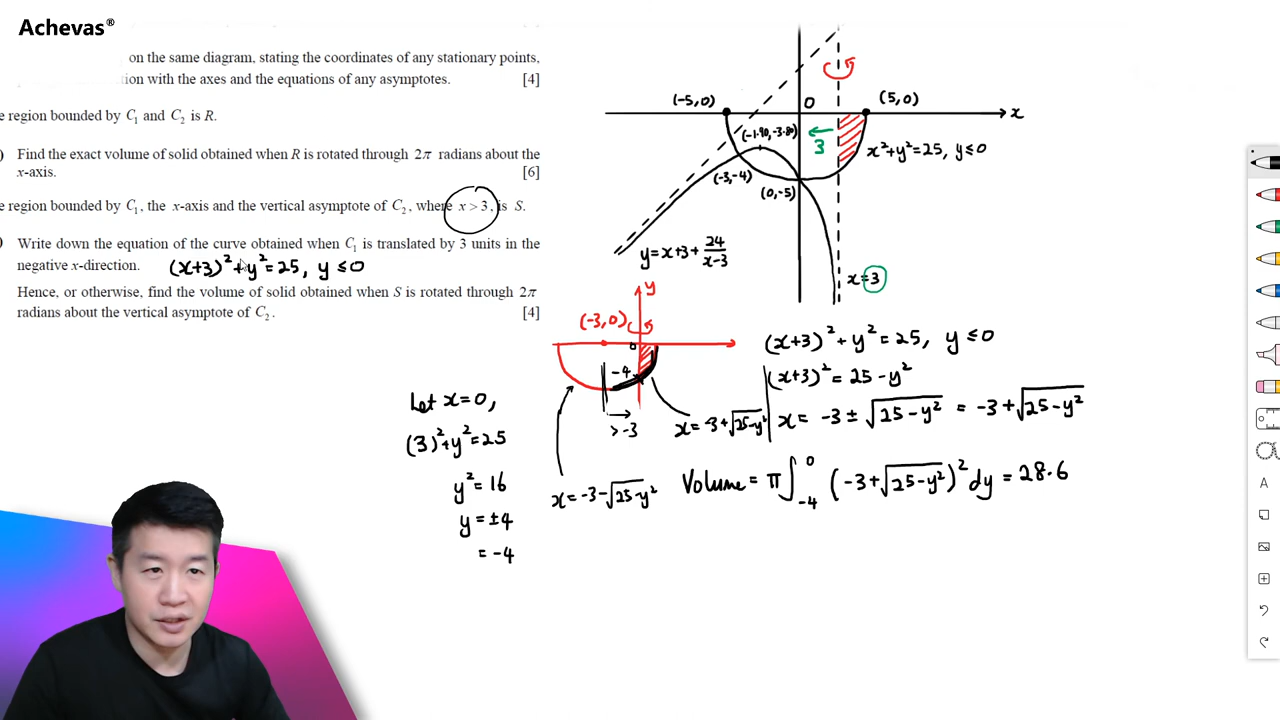 Achevas®
on the same diagram, stating the coordinates of any stationary points,
tion with the axes and the equations of any asymptotes. [4]
e region bounded by C₁ and C₂ is R.
) Find the exact volume of solid obtained when R is rotated through 2π radians about the
x-axis. [6]
e region bounded by C₁, the x-axis and the vertical asymptote of C₂, where x > 3, is S.
) Write down the equation of the curve obtained when C₁ is translated by 3 units in the
negative x-direction. (x+3)²+y²=25, y≤0
Hence, or otherwise, find the volume of solid obtained when S is rotated through 2π
radians about the vertical asymptote of C₂. [4]
(-5,0) 0 (5,0) x
(-1.90,-3.80) 3
x²+y²=25, y≤0
(-3,-4) (0,-5)
y=x+3+24/(x-3)
x=3
y
(-3,0) 0
-4
>-3
x=-3+√(25-y²)
x=-3-√(25-y²)
Let x=0,
(3)²+y²=25
y²=16
y=±4
=-4
(x+3)²+y²=25, y≤0
(x+3)²=25-y²
x=-3±√(25-y²) = -3+√(25-y²)
Volume = π∫₋₄⁰ (-3+√(25-y²))² dy = 28.6
A